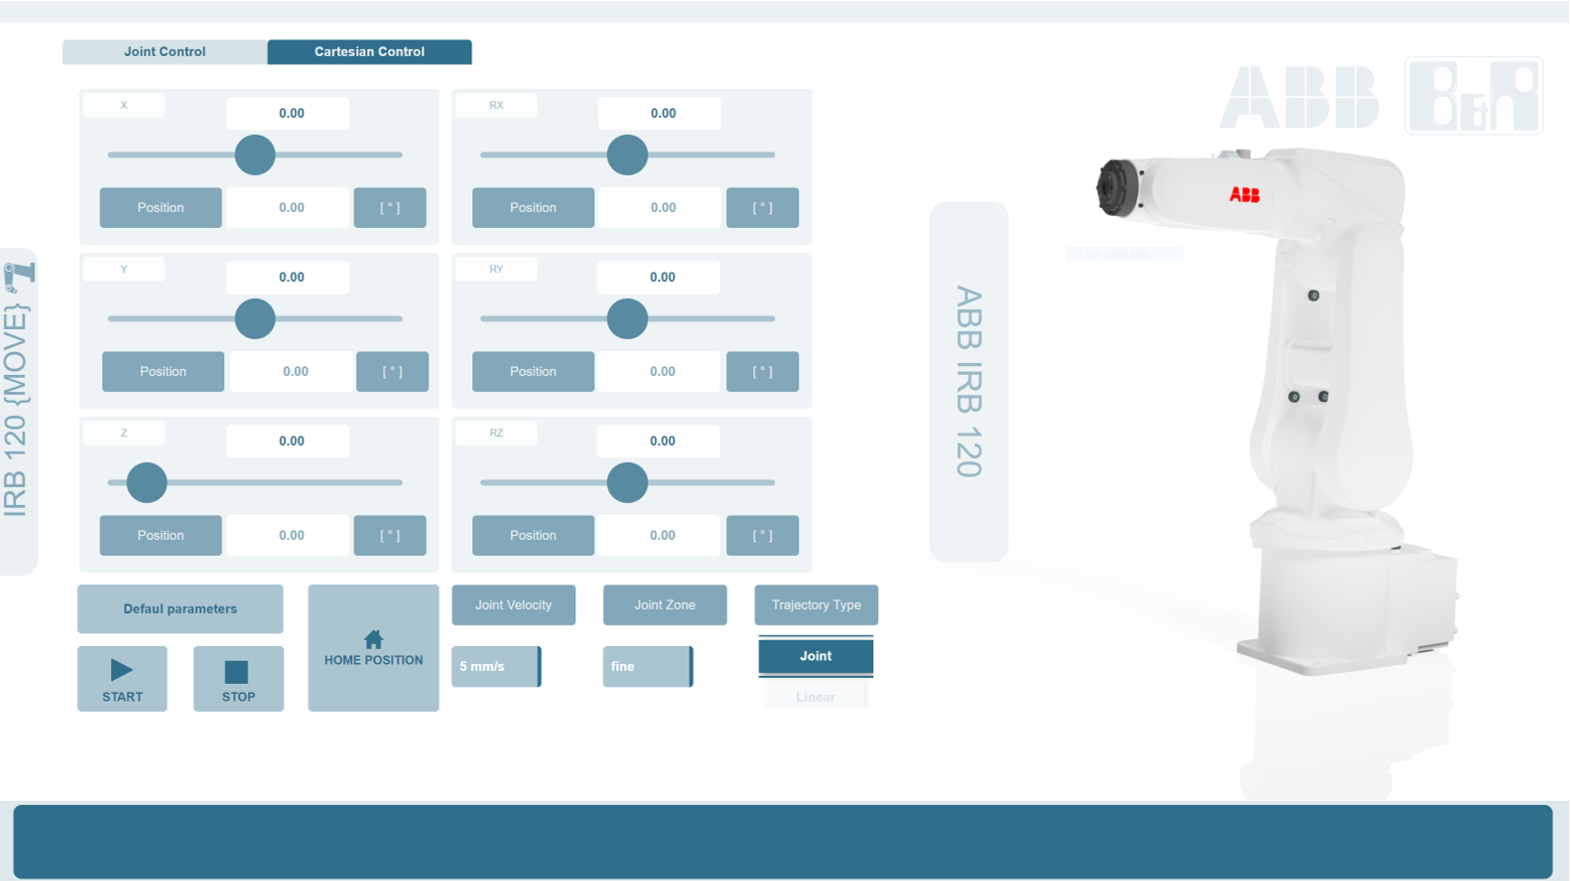 Joint Control
Cartesian Control
X
0.00
Position
0.00
[ ° ]
RX
0.00
Position
0.00
[ ° ]
Y
0.00
Position
0.00
[ ° ]
RY
0.00
Position
0.00
[ ° ]
Z
0.00
Position
0.00
[ ° ]
RZ
0.00
Position
0.00
[ ° ]
Defaul parameters
START
STOP
HOME POSITION
Joint Velocity
5 mm/s
Joint Zone
fine
Trajectory Type
Joint
Linear
IRB 120 {MOVE}
ABB IRB 120
ABB
B&R
ABB